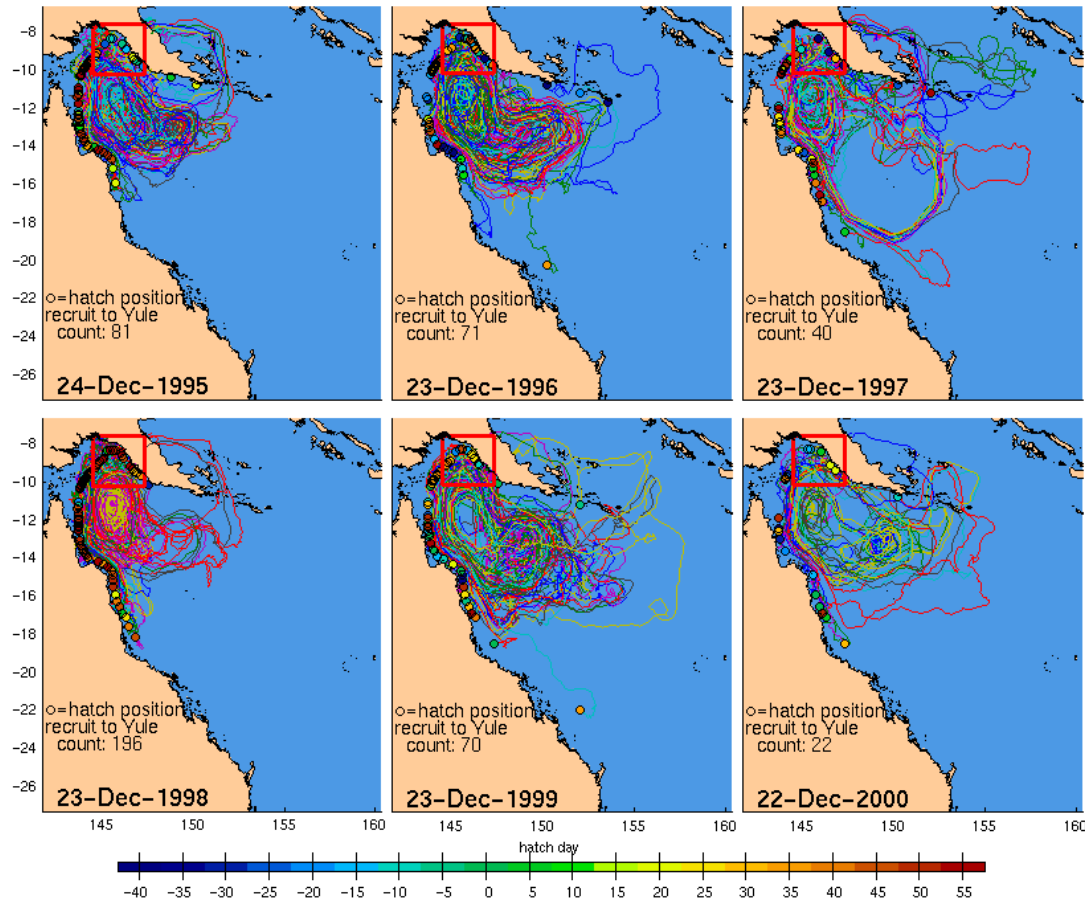 −8
−10
−12
−14
−16
−18
−20
−22
−24
−26
=hatch position
recruit to Yule
count: 81
24-Dec-1995
=hatch position
recruit to Yule
count: 71
23-Dec-1996
=hatch position
recruit to Yule
count: 40
23-Dec-1997
−8
−10
−12
−14
−16
−18
−20
−22
−24
−26
=hatch position
recruit to Yule
count: 196
23-Dec-1998
=hatch position
recruit to Yule
count: 70
23-Dec-1999
=hatch position
recruit to Yule
count: 22
22-Dec-2000
145 150 155 160 145 150 155 160 145 150 155 160
hatch day
−40 −35 −30 −25 −20 −15 −10 −5 0 5 10 15 20 25 30 35 40 45 50 55